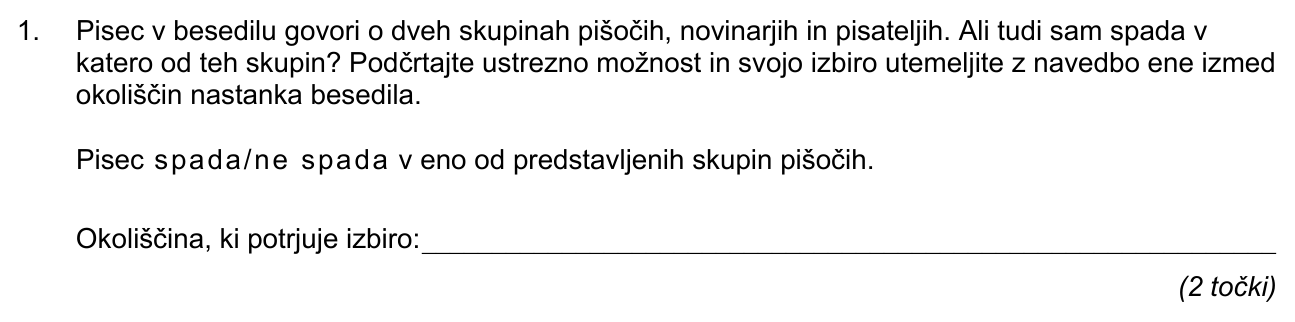 1. Pisec v besedilu govori o dveh skupinah pišočih, novinarjih in pisateljih. Ali tudi sam spada v
katero od teh skupin? Podčrtajte ustrezno možnost in svojo izbiro utemeljite z navedbo ene izmed
okoliščin nastanka besedila.
Pisec spada/ne spada v eno od predstavljenih skupin pišočih.
Okoliščina, ki potrjuje izbiro:
(2 točki)